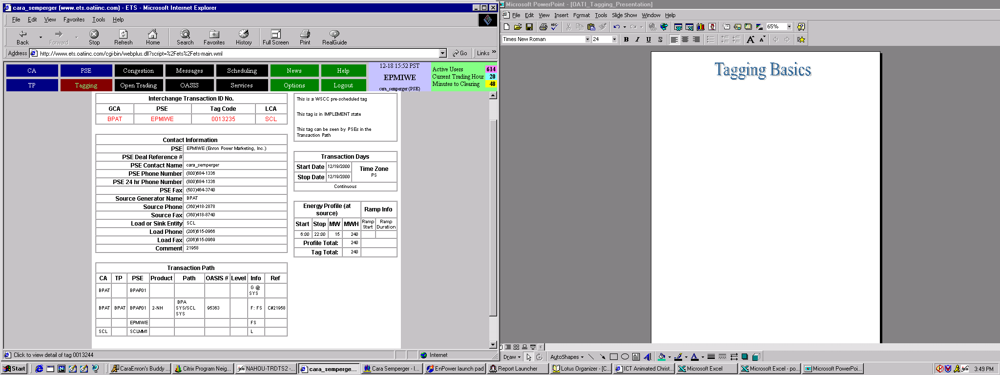 cara_semperger (www.ets.oatiinc.com) - ETS - Microsoft Internet Explorer
File Edit View Favorites Tools Help
Back Forward Stop Refresh Home Search Favorites History Full Screen Print RealGuide
Address http://www.ets.oatiinc.com/cgi-bin/webplus.dll?script=%2Fets%2Fets-main.wml Go Links »
CA PSE Congestion Messages Scheduling News Help
TP Tagging Open Trading OASIS Services Options Logout
12-18 15:52 PST
EPMIWE
cara_semperger (PSE)
Active Users 614
Current Trading Hour 20
Minutes to Clearing 48
Interchange Transaction ID No.
GCA PSE Tag Code LCA
BPAT EPMIWE 0013235 SCL
Contact Information
PSE EPMIWE (Enron Power Marketing, Inc.)
PSE Deal Reference #
PSE Contact Name cara_semperger
PSE Phone Number (800)684-1336
PSE 24 hr Phone Number (800)684-1336
PSE Fax (503)464-3740
Source Generator Name BPAT
Source Phone (360)418-2878
Source Fax (360)418-8740
Load or Sink Entity SCL
Load Phone (206)615-0966
Load Fax (206)615-0969
Comment 21958
Transaction Path
CA TP PSE Product Path OASIS # Level Info Ref
BPAT BPAP01 G @ SYS
BPAT BPAT BPAP01 2-NH BPA SYS/SCL SYS 95363 F: FS C#21958
EPMIWE FS
SCL SCLMM1 L
This is a WSCC pre-scheduled tag
This tag is in IMPLEMENT state
This tag can be seen by PSEs in the
Transaction Path
Transaction Days
Start Date 12/19/2000 Time Zone
Stop Date 12/19/2000 PS
Continuous
Energy Profile (at source) Ramp Info
Start Stop MW MWH Ramp Start Ramp Duration
6:00 22:00 15 240
Profile Total: 240
Tag Total: 240
Click to view detail of tag 0013244 Internet
Microsoft PowerPoint - [OATI_Tagging_Presentation]
File Edit View Insert Format Tools Slide Show Window Help
65%
Times New Roman 24 B I U S A A
Tagging Basics
Draw AutoShapes
Start CaraEnron's Buddy ... Citrix Program Neig... NAHOU-TRDTS2 -... cara_semperge... Cara Semperger - I... EnPower launch pad Report Launcher Lotus Organizer - [C... ICT Animated Christ... Microsoft Excel Microsoft Excel - po... Microsoft PowerPoi... 3:49 PM